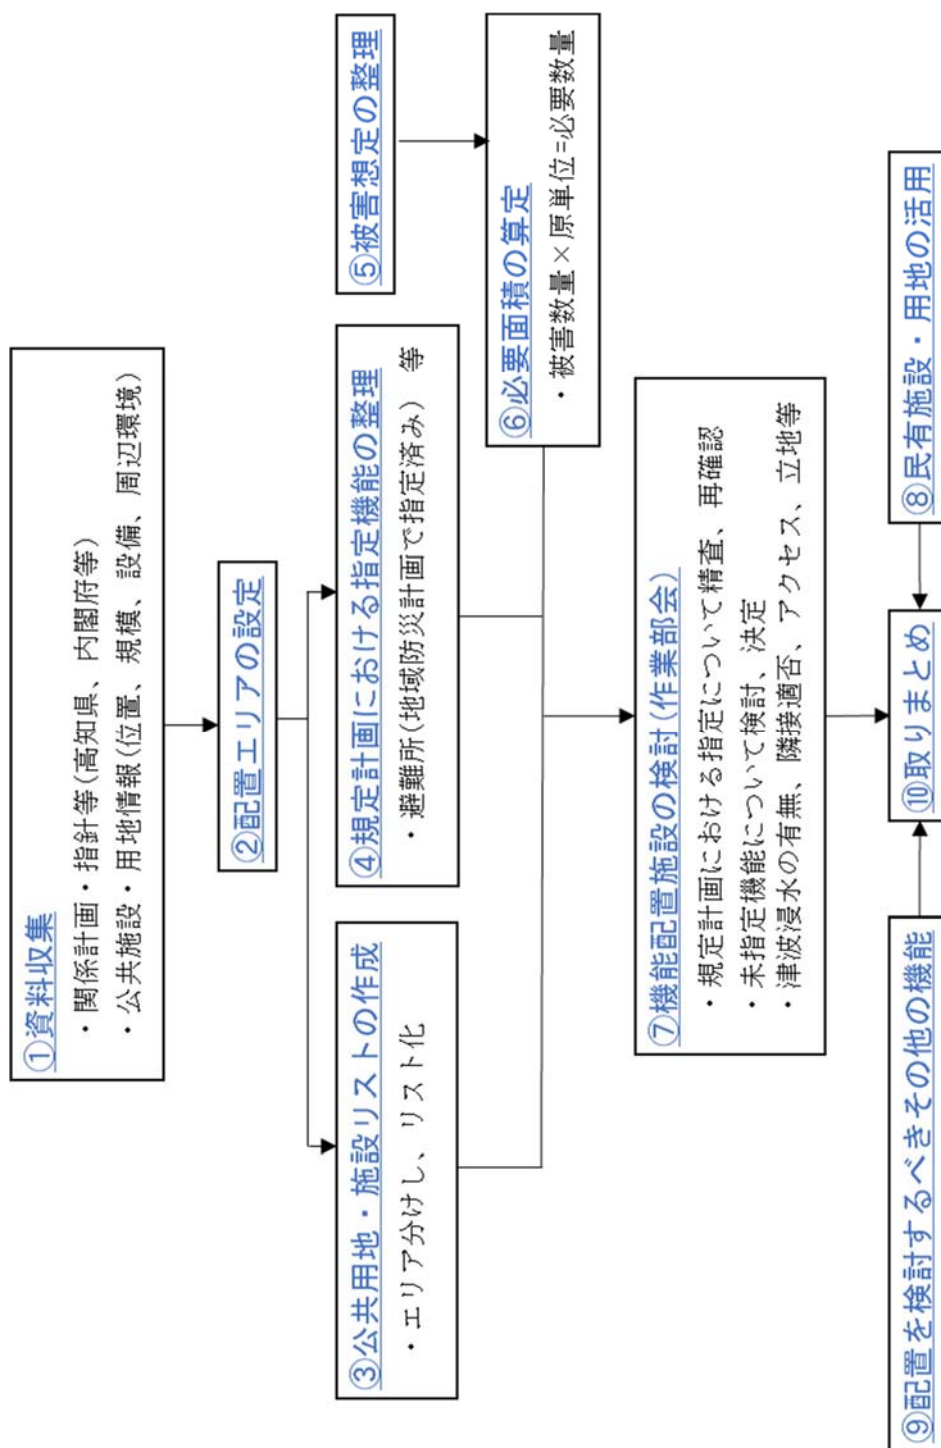 ①資料収集
・関係計画・指針等(高知県、内閣府等)
・公共施設・用地情報(位置、規模、設備、周辺環境)
②配置エリアの設定
③公共用地・施設リストの作成
・エリア分けし、リスト化
④規定計画における指定機能の整理
・避難所(地域防災計画で指定済み) 等
⑤被害想定の整理
⑥必要面積の算定
・被害数量×原単位=必要数量
⑦機能配置施設の検討(作業部会)
・規定計画における指定について精査、再確認
・未指定機能について検討、決定
・津波浸水の有無、隣接適否、アクセス、立地等
⑨配置を検討するべきその他の機能
⑩取りまとめ
⑧民有施設・用地の活用